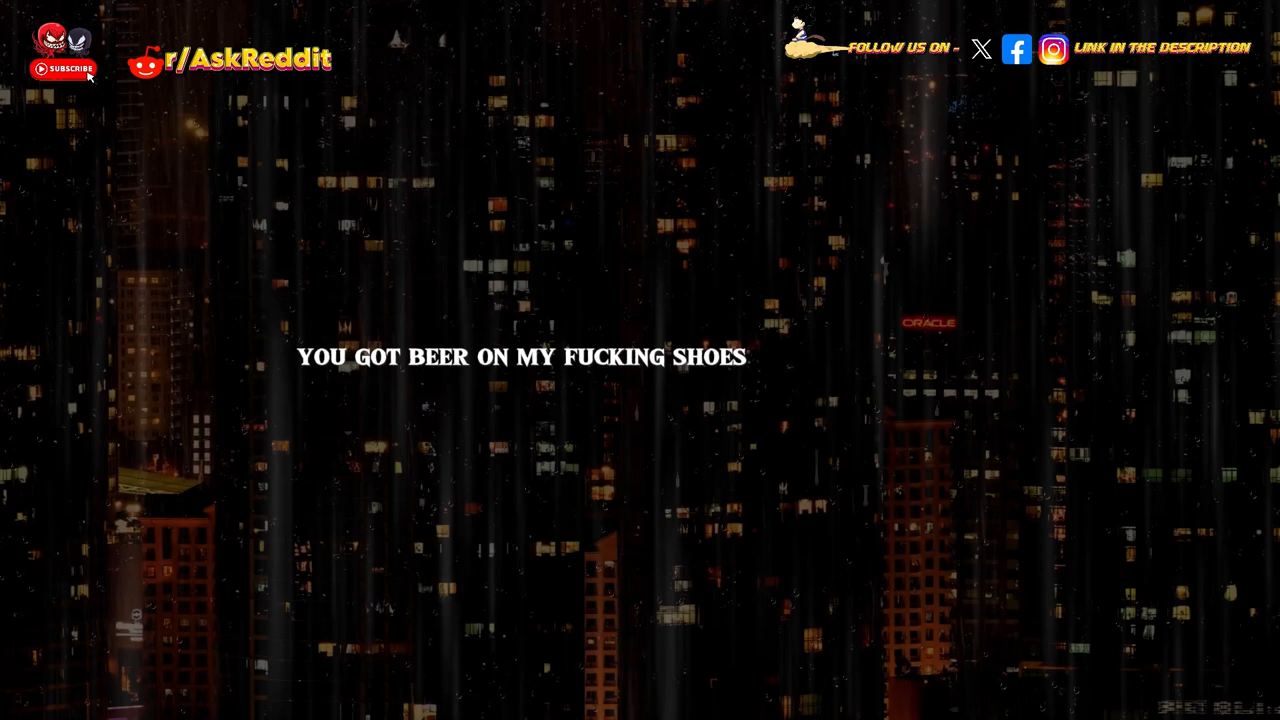 SUBSCRIBE
r/AskReddit
FOLLOW US ON -
LINK IN THE DESCRIPTION
ORACLE
YOU GOT BEER ON MY FUCKING SHOES